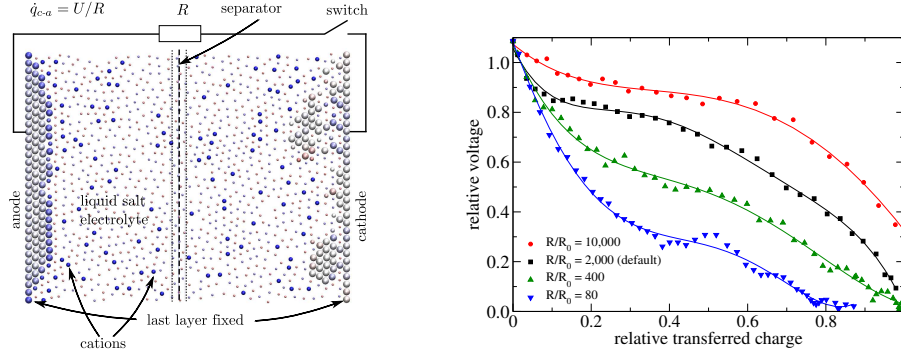 q̇c-a = U/R
R
separator
switch
anode
liquid salt
electrolyte
cathode
last layer fixed
cations
relative voltage
1.0
0.8
0.6
0.4
0.2
0.0
R/R0 = 10,000
R/R0 = 2,000 (default)
R/R0 = 400
R/R0 = 80
0
0.2
0.4
0.6
0.8
relative transferred charge